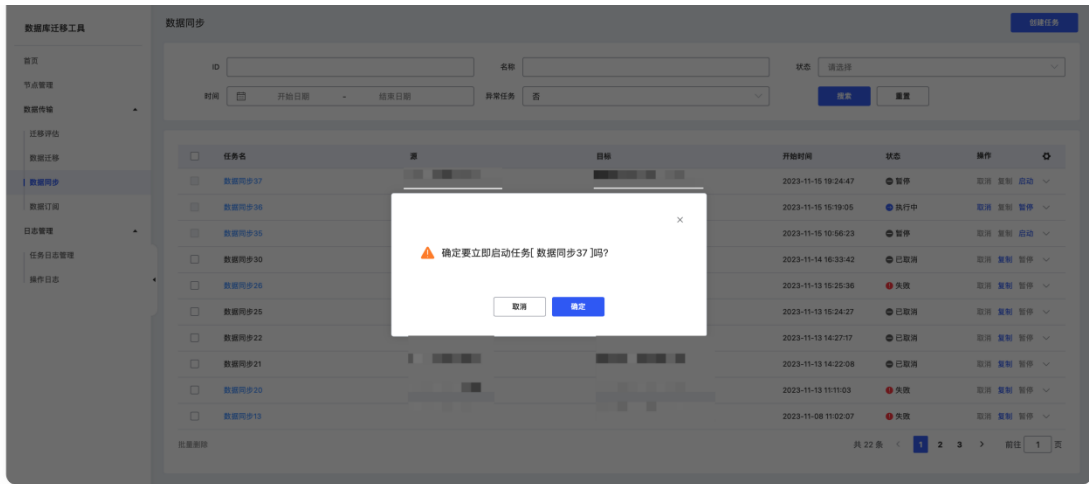 数据库迁移工具
首页
节点管理
数据传输
迁移评估
数据迁移
数据同步
数据订阅
日志管理
任务日志管理
操作日志
数据同步 创建任务
ID 名称 状态 请选择
时间 开始日期 - 结束日期 异常任务 否 搜索 重置
任务名 源 目标 开始时间 状态 操作
数据同步37 2023-11-15 19:24:47 暂停 取消 复制 启动
数据同步36 2023-11-15 15:19:05 执行中 取消 复制 暂停
数据同步35 2023-11-15 10:56:23 暂停 取消 复制 启动
数据同步30 2023-11-14 16:33:42 已取消 取消 复制 暂停
数据同步26 2023-11-13 15:25:36 失败 取消 复制 暂停
数据同步25 2023-11-13 15:24:27 已取消 取消 复制 暂停
数据同步22 2023-11-13 14:27:17 已取消 取消 复制 暂停
数据同步21 2023-11-13 14:22:08 已取消 取消 复制 暂停
数据同步20 2023-11-13 11:11:03 失败 取消 复制 暂停
数据同步13 2023-11-08 11:02:07 失败 取消 复制 暂停
批量删除 共 22 条 < 1 2 3 > 前往 1 页
确定要立即启动任务[ 数据同步37 ]吗?
取消 确定